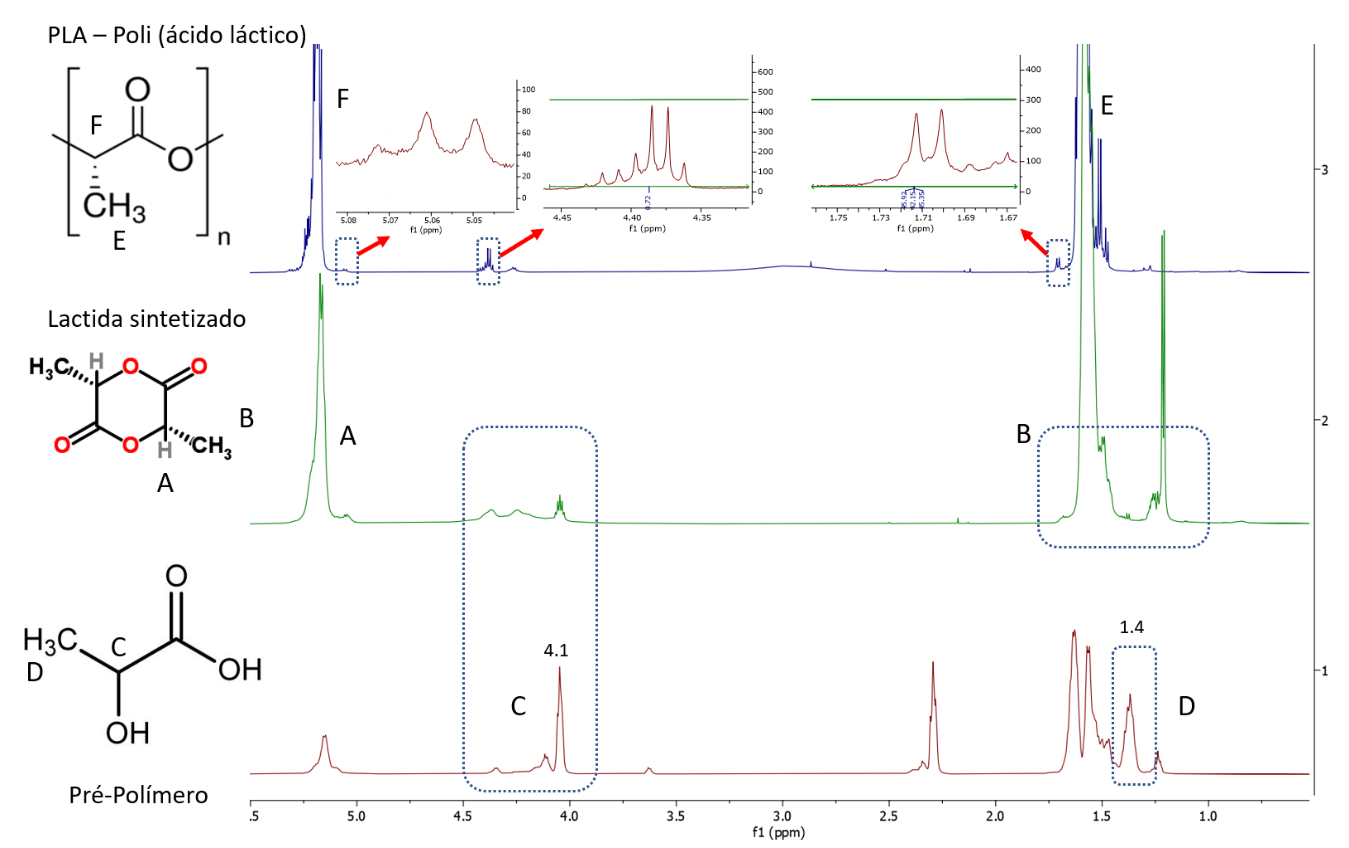 PLA – Poli (ácido láctico)
O
F
O
CH₃
E
n
F
100
80
60
40
20
0
5.08 5.07 5.06 5.05
f1 (ppm)
600
500
400
300
200
100
0
0.72
4.45 4.40 4.35
f1 (ppm)
400
300
200
100
0
1.75 1.73 1.71 1.69 1.67
f1 (ppm)
E
3
Lactida sintetizado
H₃C H O O
O O H CH₃
A
B
A
B
2
O
H₃C C
D
OH
OH
Pré-Polímero
4.1
C
1.4
D
1
.5 5.0 4.5 4.0 3.5 3.0 2.5 2.0 1.5 1.0
f1 (ppm)